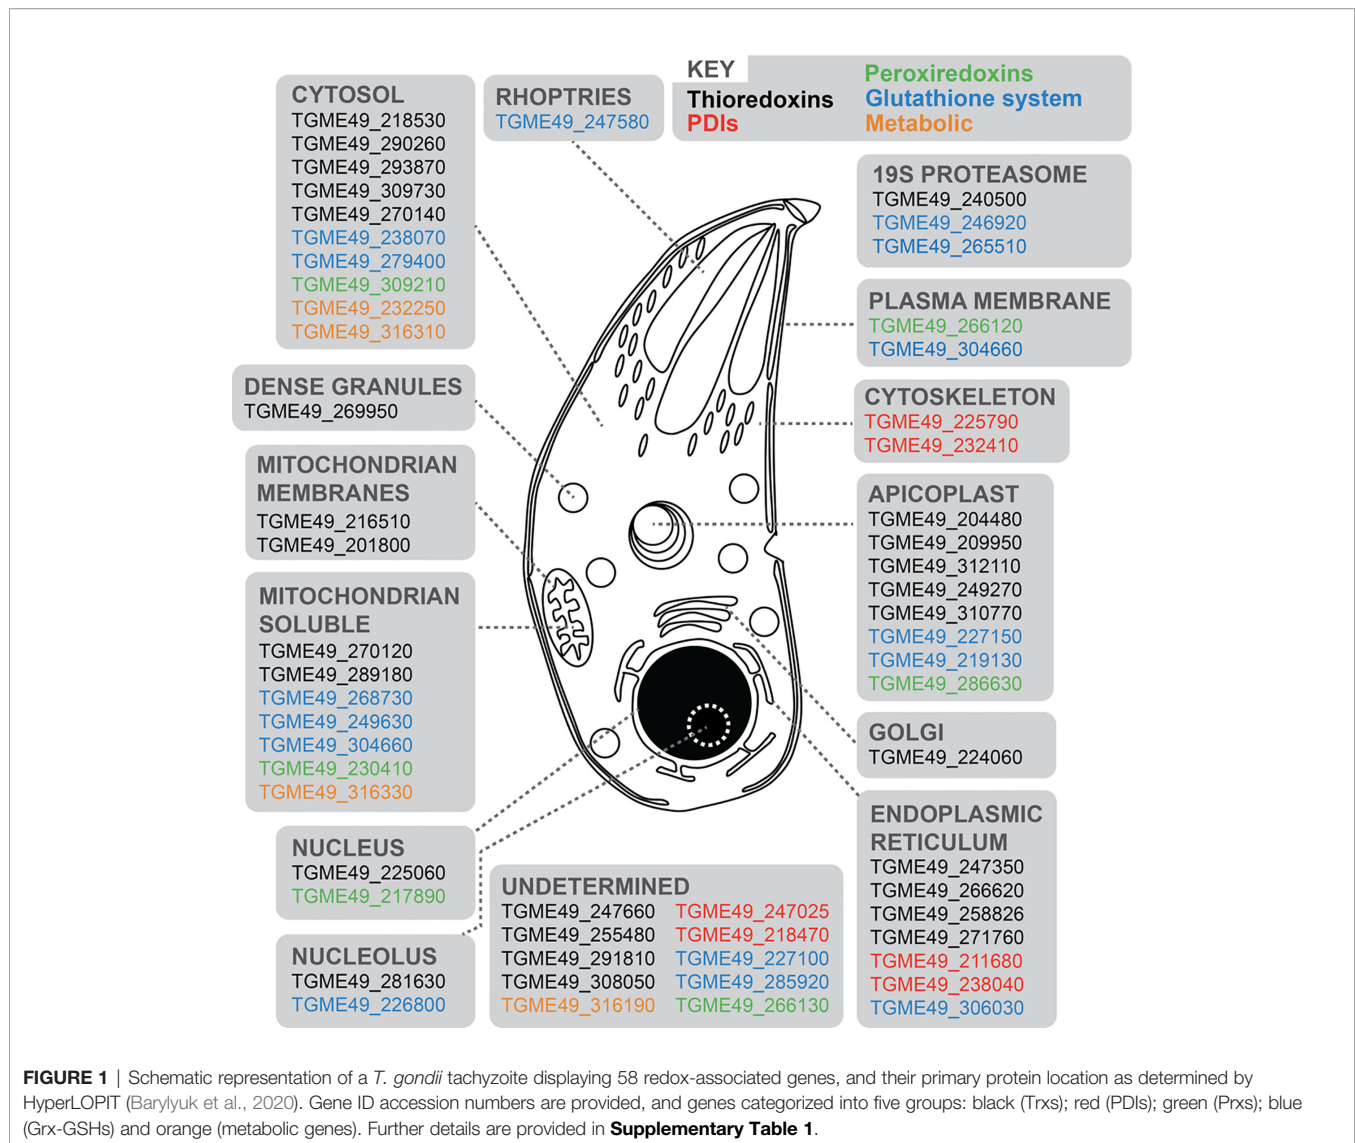 CYTOSOL
TGME49_218530
TGME49_290260
TGME49_293870
TGME49_309730
TGME49_270140
TGME49_238070
TGME49_279400
TGME49_309210
TGME49_232250
TGME49_316310
RHOPTRIES
TGME49_247580
KEY
Thioredoxins
PDIs
Peroxiredoxins
Glutathione system
Metabolic
19S PROTEASOME
TGME49_240500
TGME49_246920
TGME49_265510
PLASMA MEMBRANE
TGME49_266120
TGME49_304660
DENSE GRANULES
TGME49_269950
CYTOSKELETON
TGME49_225790
TGME49_232410
MITOCHONDRIAN
MEMBRANES
TGME49_216510
TGME49_201800
APICOPLAST
TGME49_204480
TGME49_209950
TGME49_312110
TGME49_249270
TGME49_310770
TGME49_227150
TGME49_219130
TGME49_286630
MITOCHONDRIAN
SOLUBLE
TGME49_270120
TGME49_289180
TGME49_268730
TGME49_249630
TGME49_304660
TGME49_230410
TGME49_316330
GOLGI
TGME49_224060
NUCLEUS
TGME49_225060
TGME49_217890
ENDOPLASMIC
RETICULUM
TGME49_247350
TGME49_266620
TGME49_258826
TGME49_271760
TGME49_211680
TGME49_238040
TGME49_306030
NUCLEOLUS
TGME49_281630
TGME49_226800
UNDETERMINED
TGME49_247660
TGME49_255480
TGME49_291810
TGME49_308050
TGME49_316190
TGME49_247025
TGME49_218470
TGME49_227100
TGME49_285920
TGME49_266130
FIGURE 1 | Schematic representation of a T. gondii tachyzoite displaying 58 redox-associated genes, and their primary protein location as determined by
HyperLOPIT (Barylyuk et al., 2020). Gene ID accession numbers are provided, and genes categorized into five groups: black (Trxs); red (PDIs); green (Prxs); blue
(Grx-GSHs) and orange (metabolic genes). Further details are provided in Supplementary Table 1.